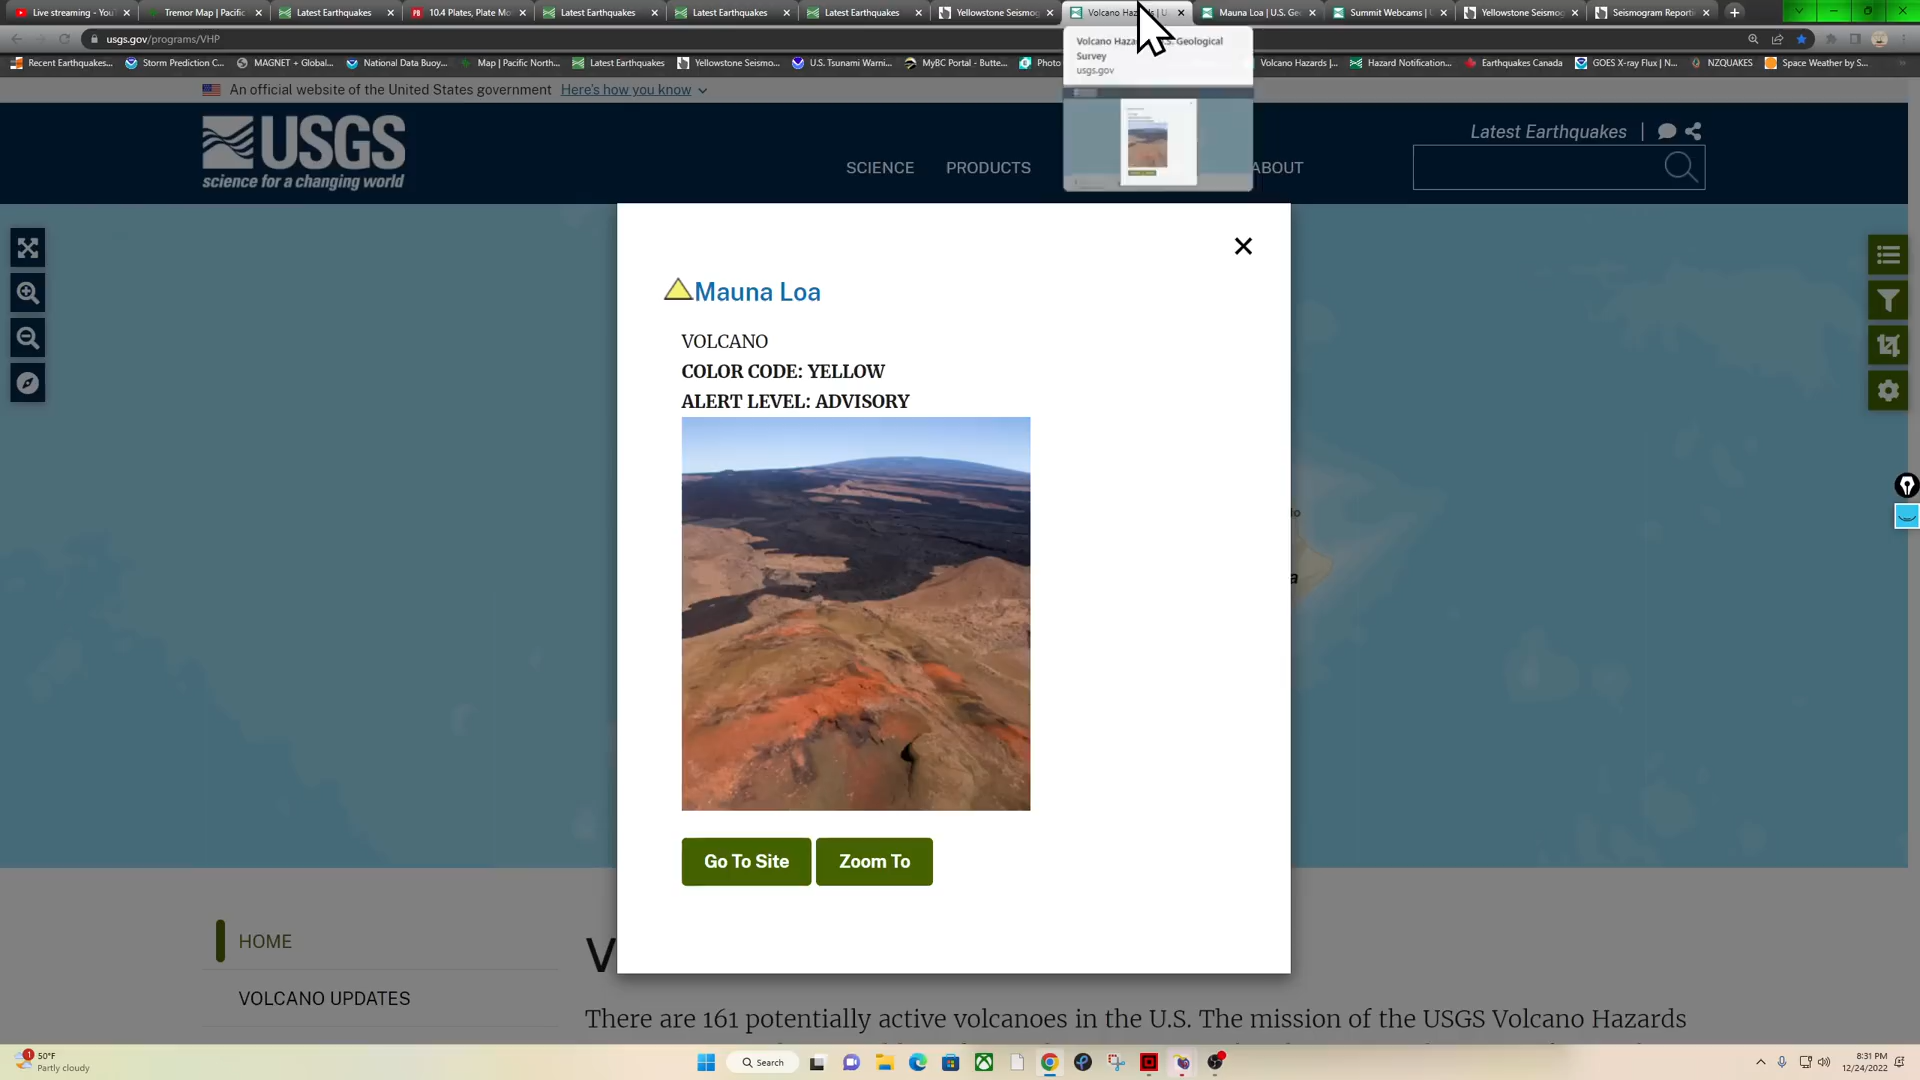 Live streaming - You
Tremor Map | Pacific
Latest Earthquakes
10.4 Plates, Plate Mo
Latest Earthquakes
Latest Earthquakes
Latest Earthquakes
Yellowstone Seismog
Volcano Haz
Mauna Loa | U.S. Ge
Summit Webcams |
Yellowstone Seismog
Seismogram Reporti
usgs.gov/programs/VHP
Recent Earthquakes...
Storm Prediction C...
MAGNET + Global...
National Data Buoy...
Map | Pacific North...
Latest Earthquakes
Yellowstone Seismo...
U.S. Tsunami Warni...
MyBC Portal - Butte...
Photo
Volcano Hazards |...
Hazard Notification...
Earthquakes Canada
GOES X-ray Flux | N...
NZQUAKES
Space Weather by S...
Volcano Haza S. Geological
Survey
usgs.gov
An official website of the United States government Here's how you know
USGS
science for a changing world
SCIENCE PRODUCTS ABOUT
Latest Earthquakes |
Mauna Loa
VOLCANO
COLOR CODE: YELLOW
ALERT LEVEL: ADVISORY
Go To Site Zoom To
HOME
VOLCANO UPDATES
V
There are 161 potentially active volcanoes in the U.S. The mission of the USGS Volcano Hazards
1
50°F
Partly cloudy
Search
8:31 PM
12/24/2022